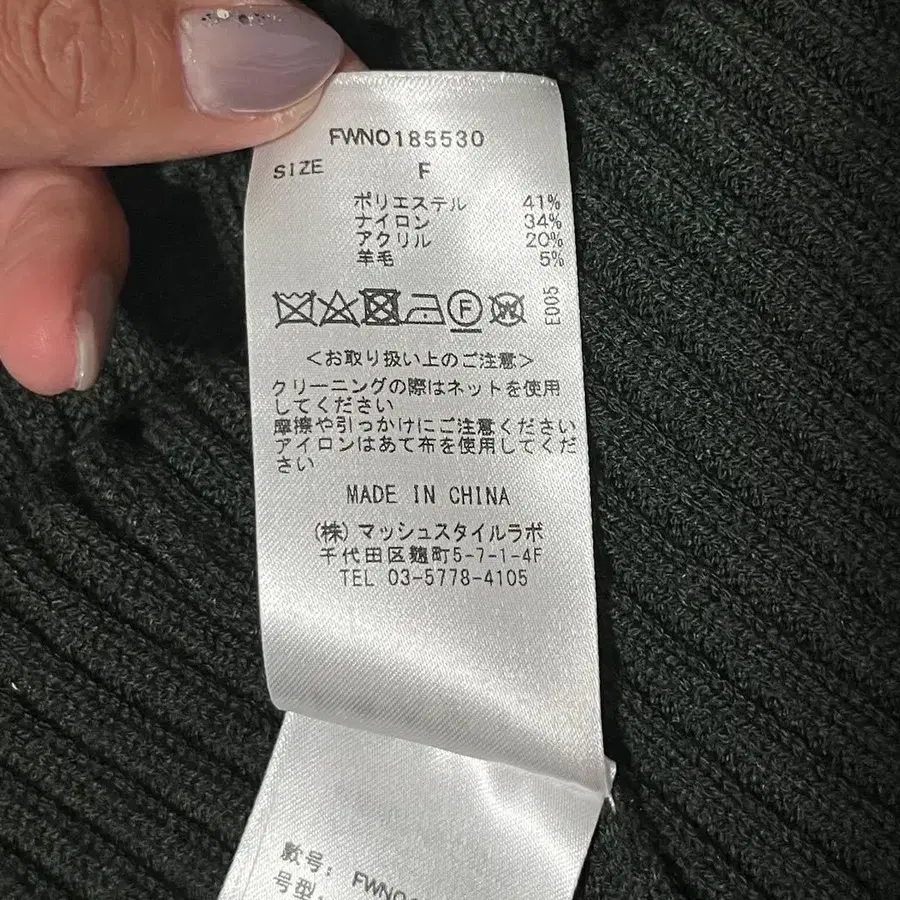 FWNO185530
SIZE F
ポリエステル 41%
ナイロン 34%
アクリル 20%
羊毛 5%
F W E005
<お取り扱い上のご注意>
クリーニングの際はネットを使用
してください
摩擦や引っかけにご注意ください
アイロンはあて布を使用してくだ
さい
MADE IN CHINA
(株)マッシュスタイルラボ
千代田区麹町5-7-1-4F
TEL 03-5778-4105
款号: FWNO
号型: